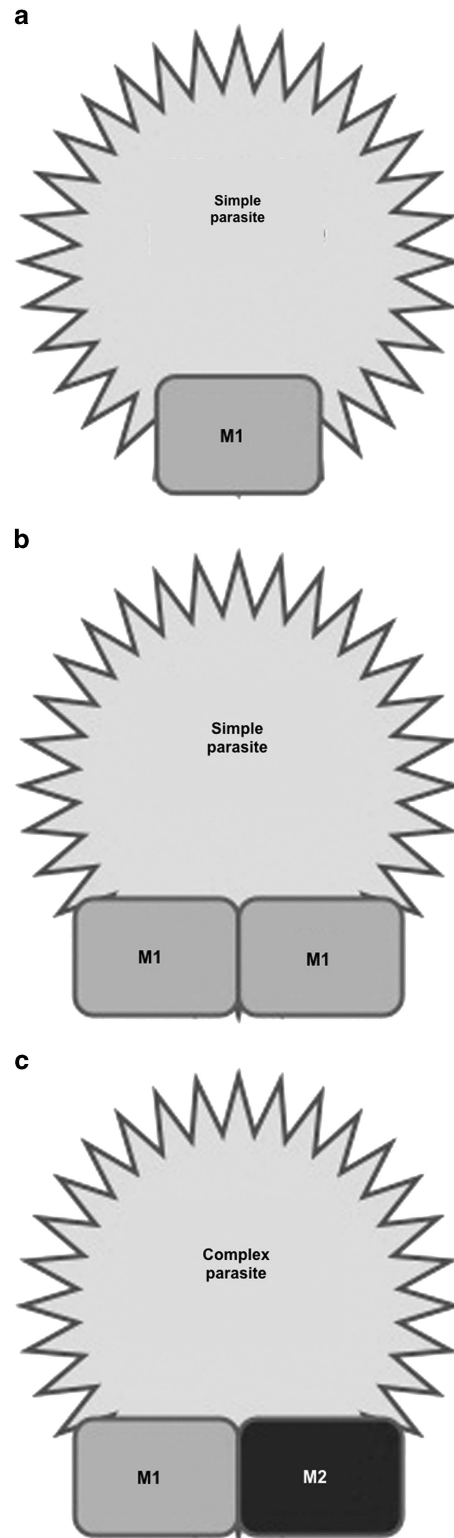 a
Simple
parasite
M1
b
Simple
parasite
M1 M1
c
Complex
parasite
M1 M2